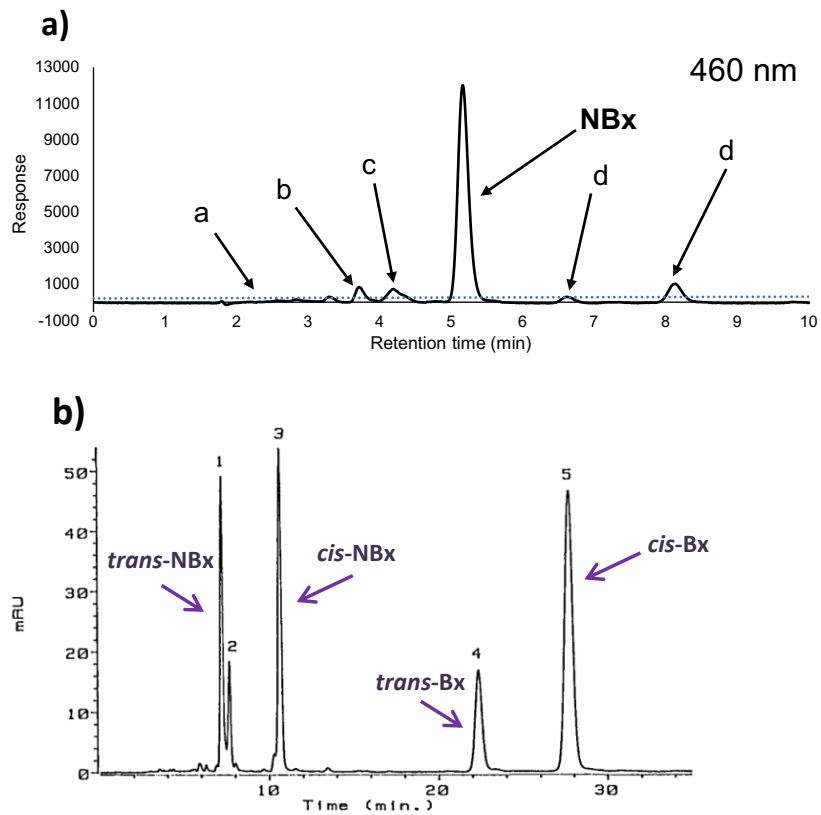 a)
460 nm
13000
11000
9000
7000
5000
3000
1000
-1000
Response
NBx
a
b
c
d
d
0 1 2 3 4 5 6 7 8 9 10
Retention time (min)
b)
mAU
50
40
30
20
10
0
1
2
3
4
5
trans-NBx
cis-NBx
trans-Bx
cis-Bx
10 20 30
Time (min.)